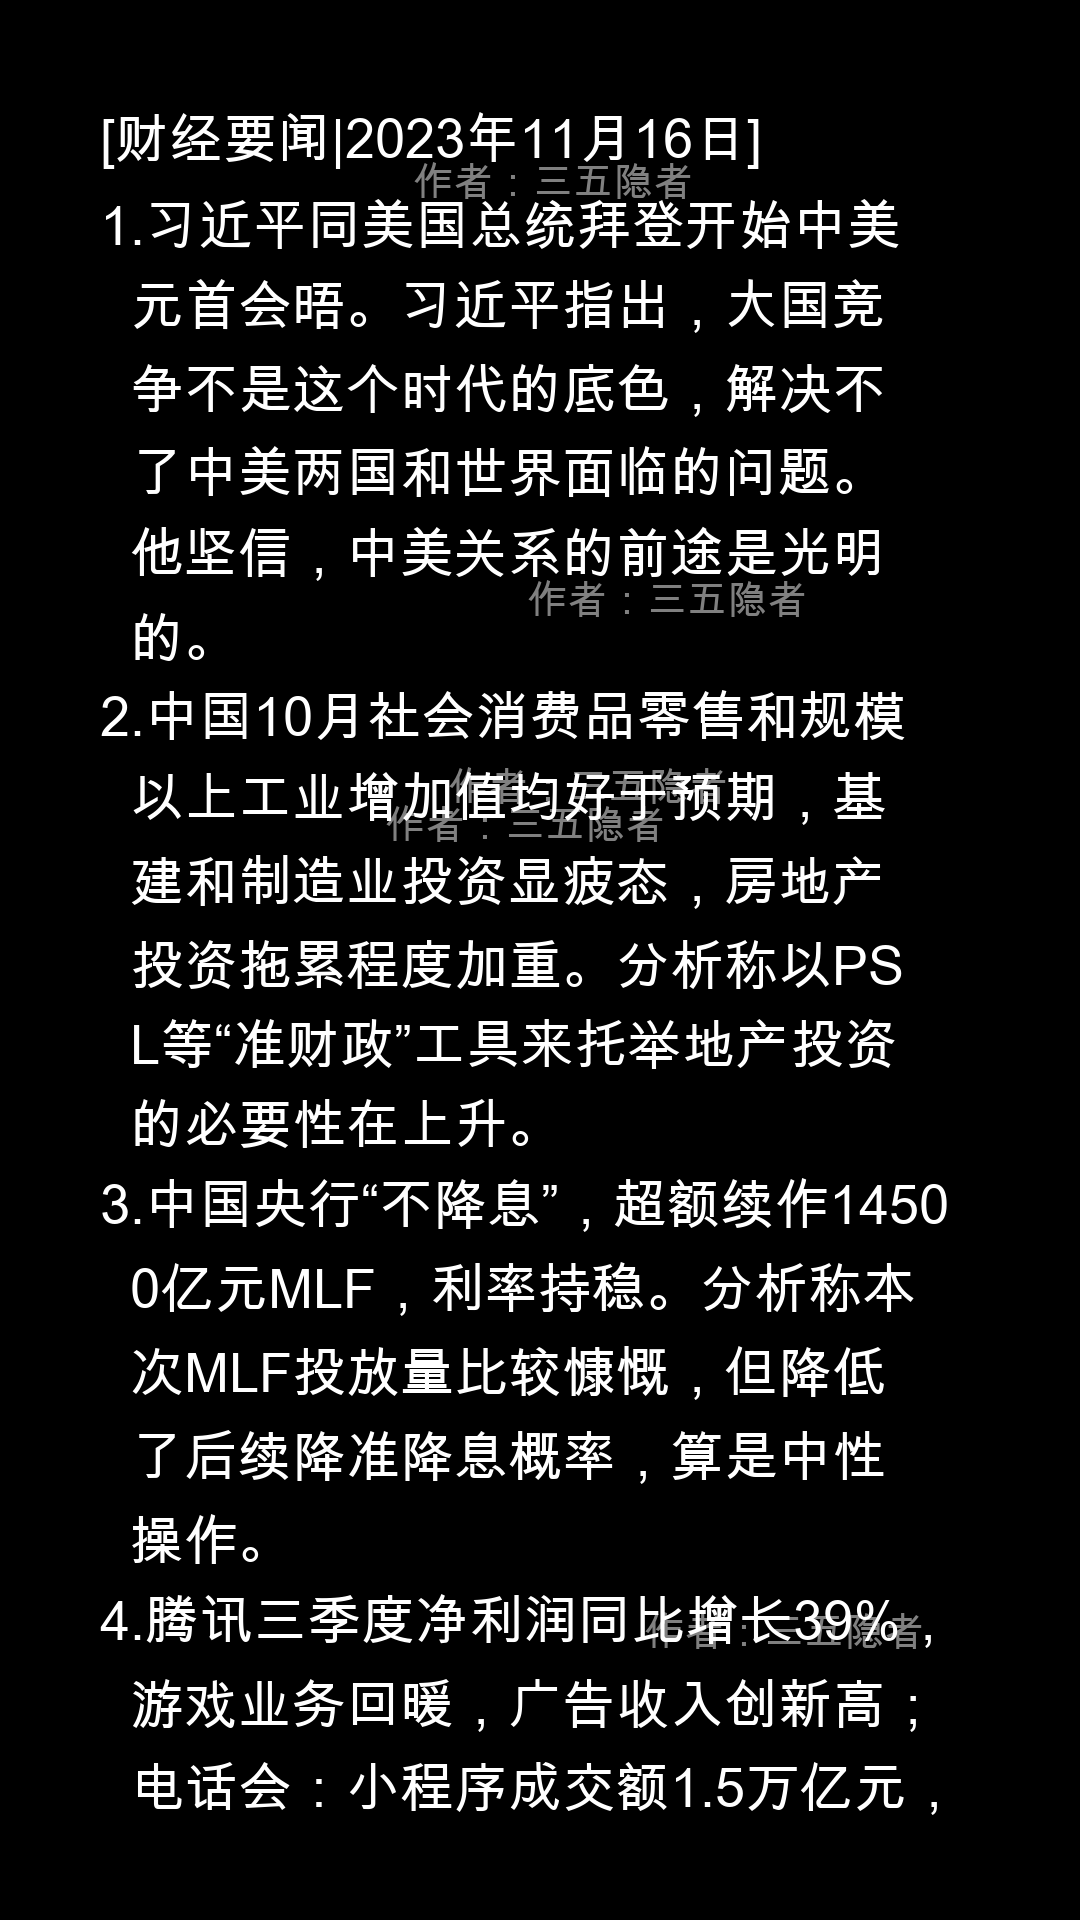 [财经要闻|2023年11月16日]
作者：三五隐者
1.习近平同美国总统拜登开始中美
元首会晤。习近平指出，大国竞
争不是这个时代的底色，解决不
了中美两国和世界面临的问题。
他坚信，中美关系的前途是光明
作者：三五隐者
的。
2.中国10月社会消费品零售和规模
作者：三五隐者
以上工业增加值均好于预期，基
作者：三五隐者
建和制造业投资显疲态，房地产
投资拖累程度加重。分析称以PS
L等“准财政”工具来托举地产投资
的必要性在上升。
3.中国央行“不降息”，超额续作1450
0亿元MLF，利率持稳。分析称本
次MLF投放量比较慷慨，但降低
了后续降准降息概率，算是中性
操作。
4.腾讯三季度净利润同比增长39%，
作者：三五隐者
游戏业务回暖，广告收入创新高；
电话会：小程序成交额1.5万亿元，